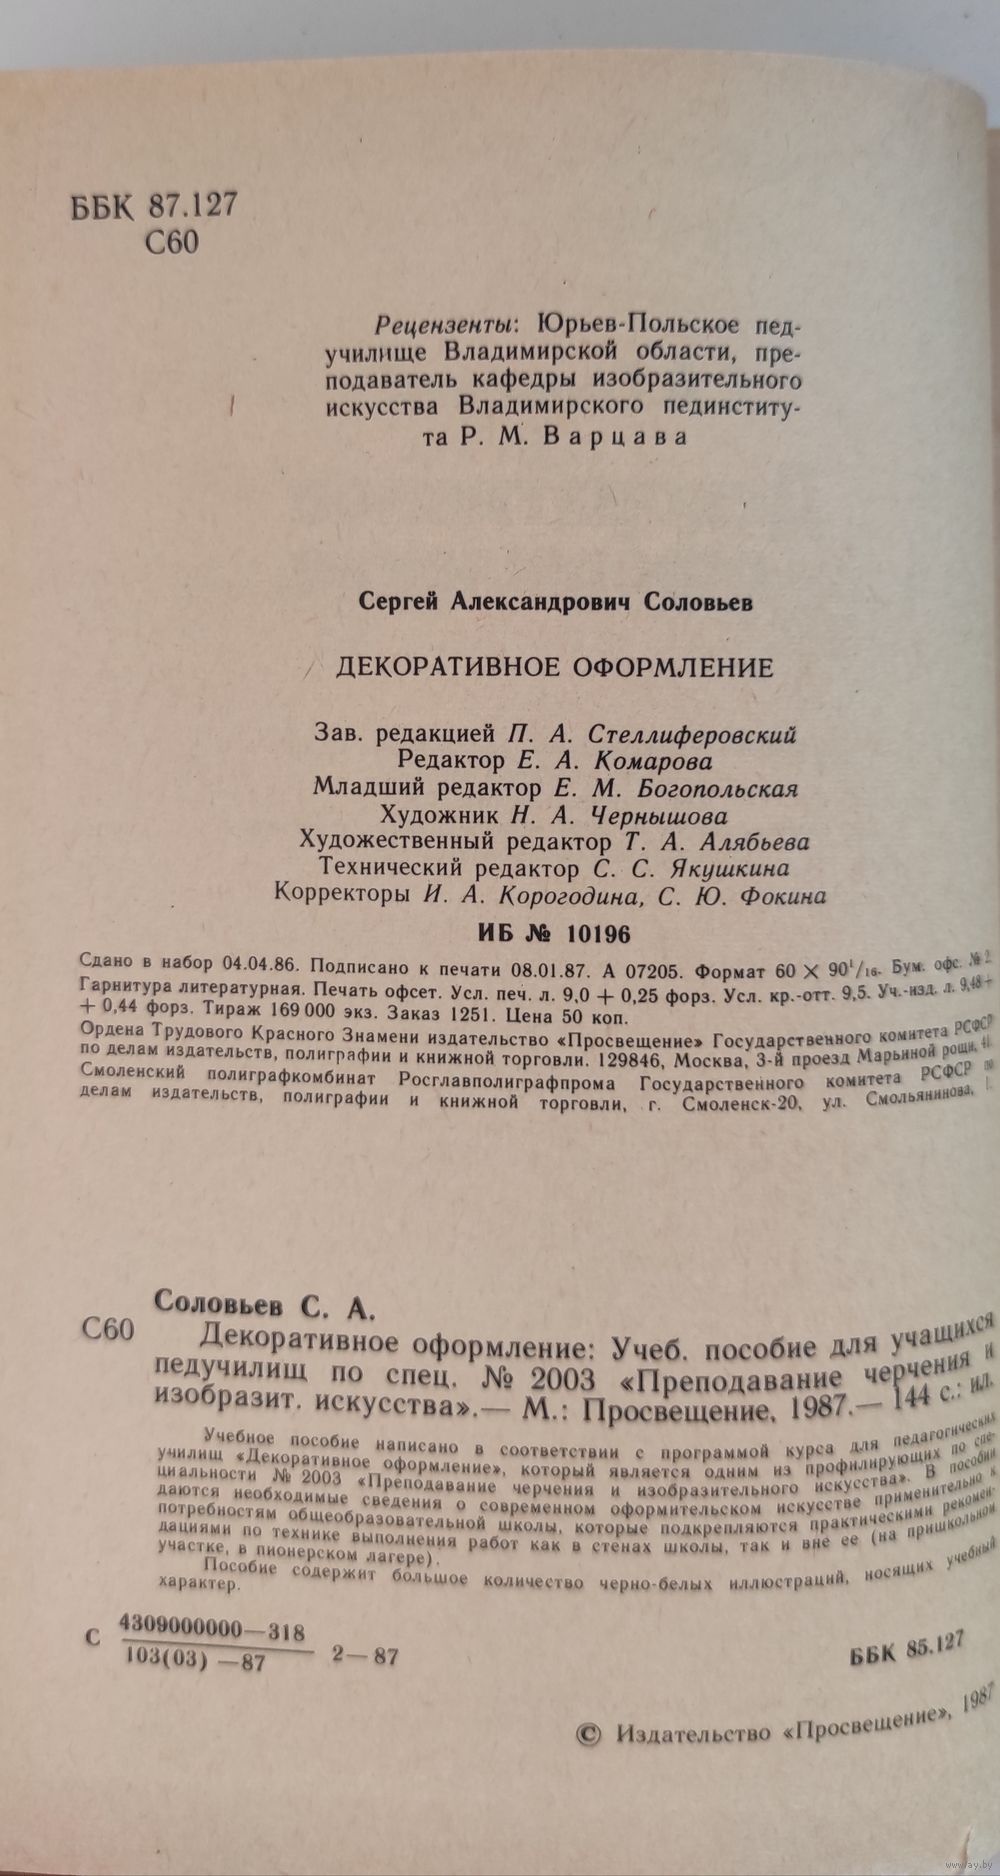 ББК 87.127
С60
Рецензенты: Юрьев-Польское пед-
училище Владимирской области, пре-
подаватель кафедры изобразительного
искусства Владимирского пединститу-
та Р. М. Варцава
Сергей Александрович Соловьев
ДЕКОРАТИВНОЕ ОФОРМЛЕНИЕ
Зав. редакцией П. А. Стеллиферовский
Редактор Е. А. Комарова
Младший редактор Е. М. Богопольская
Художник Н. А. Чернышова
Художественный редактор Т. А. Алябьева
Технический редактор С. С. Якушкина
Корректоры И. А. Корогодина, С. Ю. Фокина
ИБ № 10196
Сдано в набор 04.04.86. Подписано к печати 08.01.87. А 07205. Формат 60 × 90¹/₁₆. Бум. офс. № 2
Гарнитура литературная. Печать офсет. Усл. печ. л. 9,0 + 0,25 форз. Усл. кр.-отт. 9,5. Уч.-изд. л. 9,48 +
+ 0,44 форз. Тираж 169 000 экз. Заказ 1251. Цена 50 коп.
Ордена Трудового Красного Знамени издательство «Просвещение» Государственного комитета РСФСР
по делам издательств, полиграфии и книжной торговли. 129846, Москва, 3-й проезд Марьиной рощи,
Смоленский полиграфкомбинат Росглавполиграфпрома Государственного комитета РСФСР по
делам издательств, полиграфии и книжной торговли, г. Смоленск-20, ул. Смольянинова,
Соловьев С. А.
С60 Декоративное оформление: Учеб. пособие для учащихся
педучилищ по спец. № 2003 «Преподавание черчения и
изобразит. искусства».— М.: Просвещение, 1987.— 144 с.: ил.
Учебное пособие написано в соответствии с программой курса для педагогических
училищ «Декоративное оформление», который является одним из профилирующих по спе-
циальности № 2003 «Преподавание черчения и изобразительного искусства». В пособии
даются необходимые сведения о современном оформительском искусстве применительно к
потребностям общеобразовательной школы, которые подкрепляются практическими рекомен-
дациями по технике выполнения работ как в стенах школы, так и вне ее (на пришкольном
участке, в пионерском лагере).
Пособие содержит большое количество черно-белых иллюстраций, носящих учебный
характер.
С 4309000000—318
103(03) —87 2—87
ББК 85.127
© Издательство «Просвещение», 1987
www.ay.by